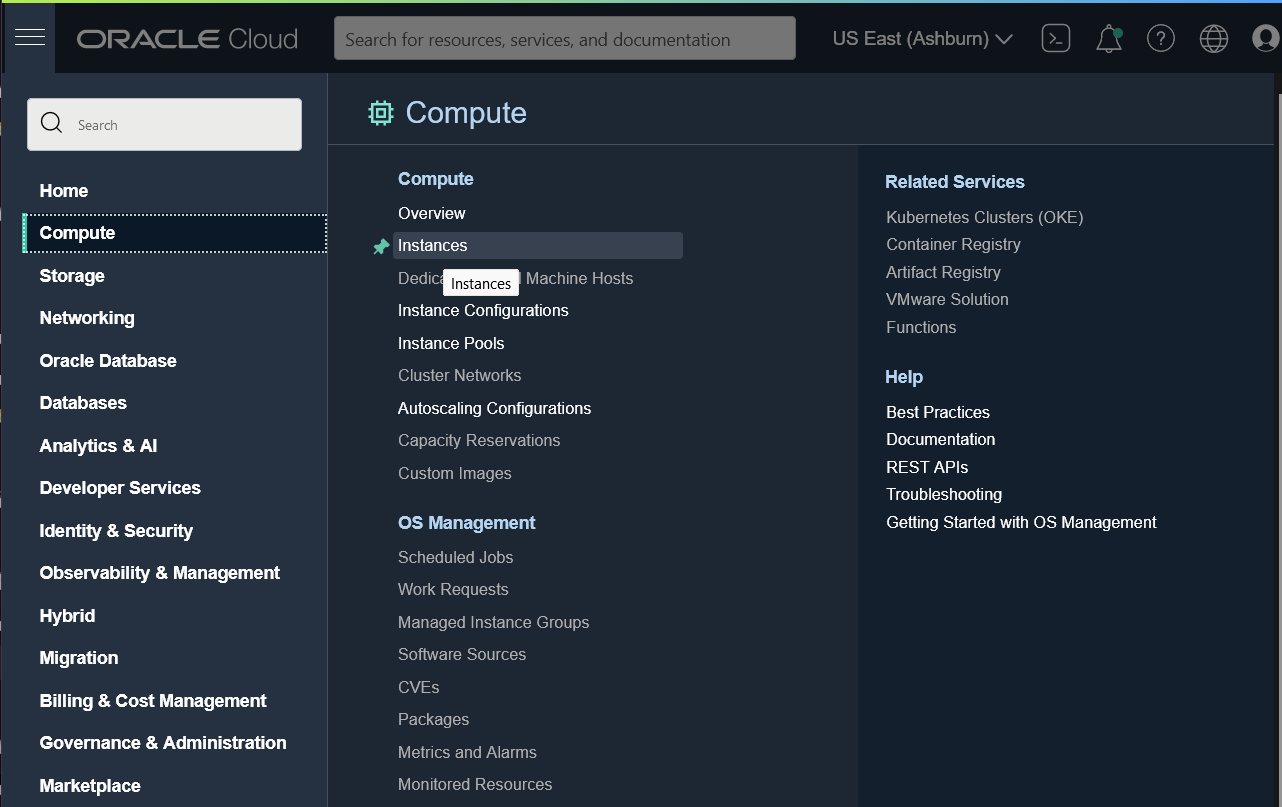 ORACLE Cloud
Search for resources, services, and documentation
US East (Ashburn)
Search
Home
Compute
Storage
Networking
Oracle Database
Databases
Analytics & AI
Developer Services
Identity & Security
Observability & Management
Hybrid
Migration
Billing & Cost Management
Governance & Administration
Marketplace
Compute
Compute
Overview
Instances
Machine Hosts
Instances
Instance Configurations
Instance Pools
Cluster Networks
Autoscaling Configurations
Capacity Reservations
Custom Images
OS Management
Scheduled Jobs
Work Requests
Managed Instance Groups
Software Sources
CVEs
Packages
Metrics and Alarms
Monitored Resources
Related Services
Kubernetes Clusters (OKE)
Container Registry
Artifact Registry
VMware Solution
Functions
Help
Best Practices
Documentation
REST APIs
Troubleshooting
Getting Started with OS Management